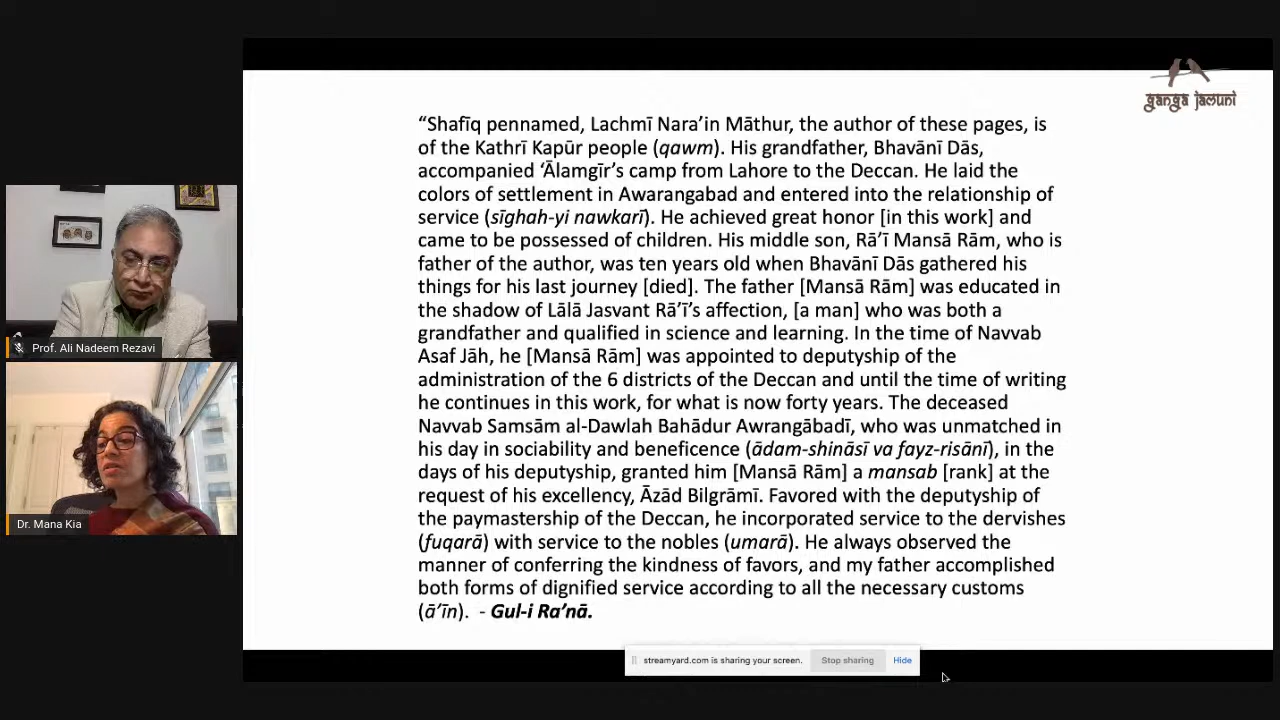 ganga jamuni
“Shafīq pennamed, Lachmī Nara’in Māthur, the author of these pages, is
of the Kathrī Kapūr people (qawm). His grandfather, Bhavānī Dās,
accompanied ‘Ālamgīr’s camp from Lahore to the Deccan. He laid the
colors of settlement in Awarangabad and entered into the relationship of
service (sīghah-yi nawkarī). He achieved great honor [in this work] and
came to be possessed of children. His middle son, Rā’ī Mansā Rām, who is
father of the author, was ten years old when Bhavānī Dās gathered his
things for his last journey [died]. The father [Mansā Rām] was educated in
the shadow of Lālā Jasvant Rā’ī’s affection, [a man] who was both a
grandfather and qualified in science and learning. In the time of Navvab
Asaf Jāh, he [Mansā Rām] was appointed to deputyship of the
administration of the 6 districts of the Deccan and until the time of writing
he continues in this work, for what is now forty years. The deceased
Navvab Samsām al-Dawlah Bahādur Awrangābadī, who was unmatched in
his day in sociability and beneficence (ādam-shināsī va fayz-risānī), in the
days of his deputyship, granted him [Mansā Rām] a mansab [rank] at the
request of his excellency, Āzād Bilgrāmī. Favored with the deputyship of
the paymastership of the Deccan, he incorporated service to the dervishes
(fuqarā) with service to the nobles (umarā). He always observed the
manner of conferring the kindness of favors, and my father accomplished
both forms of dignified service according to all the necessary customs
(ā’īn). - Gul-i Ra’nā.
Prof. Ali Nadeem Rezavi
Dr. Mana Kia
streamyard.com is sharing your screen. Stop sharing Hide